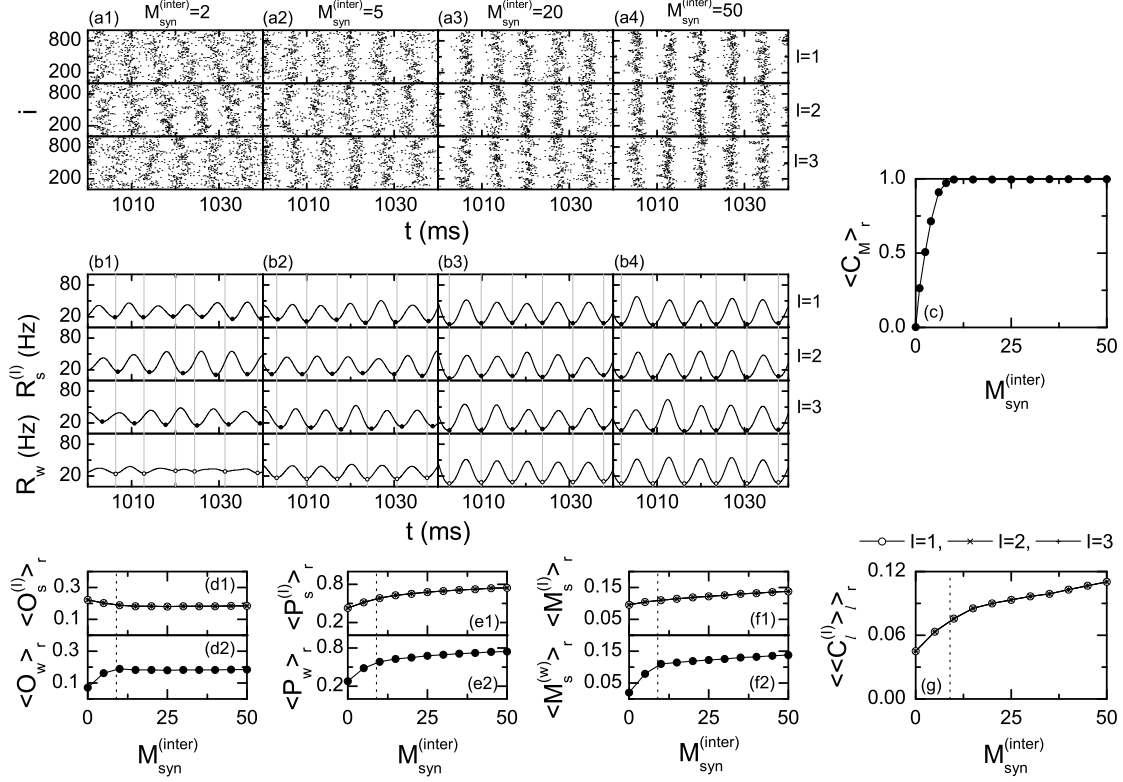 (a1) M_syn^(inter)=2 (a2) M_syn^(inter)=5 (a3) M_syn^(inter)=20 (a4) M_syn^(inter)=50
800
200
l=1
800
200
l=2
800
200
l=3
i
1010 1030 1010 1030 1010 1030 1010 1030
t (ms)
(b1) (b2) (b3) (b4)
80
20
l=1
80
20
l=2
80
20
l=3
80
20
R_w (Hz) R_s^(l) (Hz)
1010 1030 1010 1030 1010 1030 1010 1030
t (ms)
1.0
0.5
0.0
<C_M>_r
(c)
0 25 50
M_syn^(inter)
0.3
0.1
<O_s^(l)>_r
(d1)
0.3
0.1
<O_w>_r
(d2)
0 25 50
M_syn^(inter)
0.8
0.2
<P_s^(l)>_r
(e1)
0.8
0.2
<P_w>_r
(e2)
0 25 50
M_syn^(inter)
0.15
0.05
<M_s^(l)>_r
(f1)
0.15
0.05
<M_s^(w)>_r
(f2)
0 25 50
M_syn^(inter)
l=1, l=2, l=3
0.12
0.06
0.00
<<C_l^(l)>_l>_r
(g)
0 25 50
M_syn^(inter)